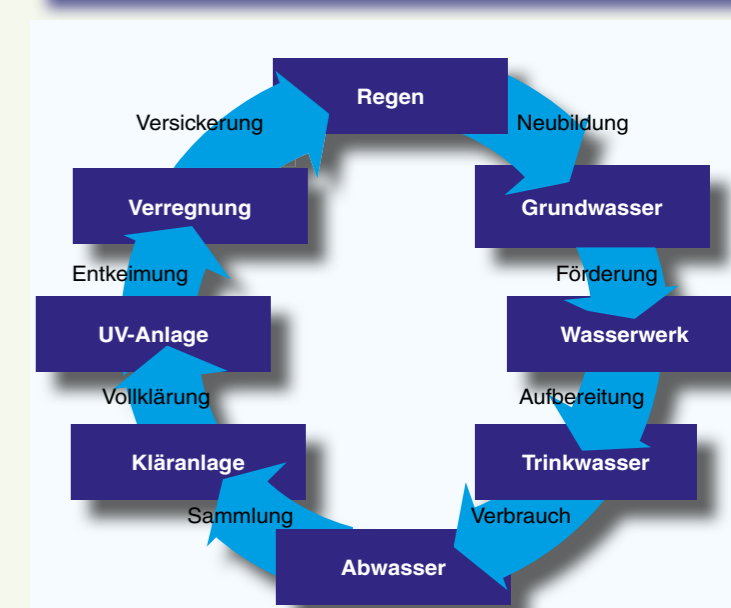 Regen
Versickerung
Neubildung
Verregnung
Grundwasser
Entkeimung
Förderung
UV-Anlage
Wasserwerk
Vollklärung
Aufbereitung
Kläranlage
Trinkwasser
Sammlung
Verbrauch
Abwasser